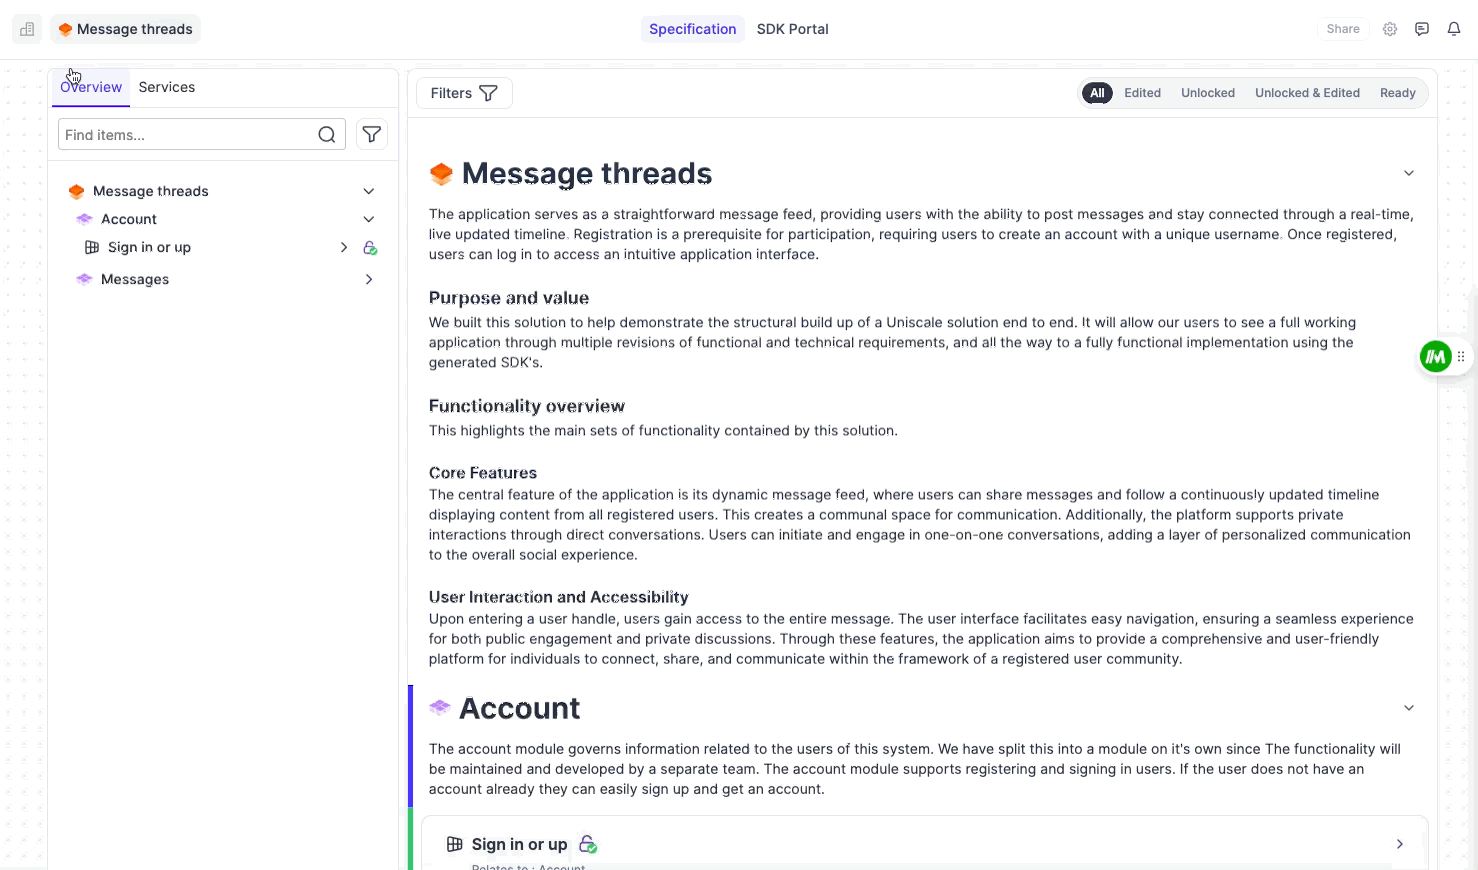 Message threads
Specification
SDK Portal
Share
Overview
Services
Find items...
Message threads
Account
Sign in or up
Messages
Filters
All
Edited
Unlocked
Unlocked & Edited
Ready
Message threads
The application serves as a straightforward message feed, providing users with the ability to post messages and stay connected through a real-time,
live updated timeline. Registration is a prerequisite for participation, requiring users to create an account with a unique username. Once registered,
users can log in to access an intuitive application interface.
Purpose and value
We built this solution to help demonstrate the structural build up of a Uniscale solution end to end. It will allow our users to see a full working
application through multiple revisions of functional and technical requirements, and all the way to a fully functional implementation using the
generated SDK's.
Functionality overview
This highlights the main sets of functionality contained by this solution.
Core Features
The central feature of the application is its dynamic message feed, where users can share messages and follow a continuously updated timeline
displaying content from all registered users. This creates a communal space for communication. Additionally, the platform supports private
interactions through direct conversations. Users can initiate and engage in one-on-one conversations, adding a layer of personalized communication
to the overall social experience.
User Interaction and Accessibility
Upon entering a user handle, users gain access to the entire message. The user interface facilitates easy navigation, ensuring a seamless experience
for both public engagement and private discussions. Through these features, the application aims to provide a comprehensive and user-friendly
platform for individuals to connect, share, and communicate within the framework of a registered user community.
Account
The account module governs information related to the users of this system. We have split this into a module on it's own since The functionality will
be maintained and developed by a separate team. The account module supports registering and signing in users. If the user does not have an
account already they can easily sign up and get an account.
Sign in or up
Relates to : Account